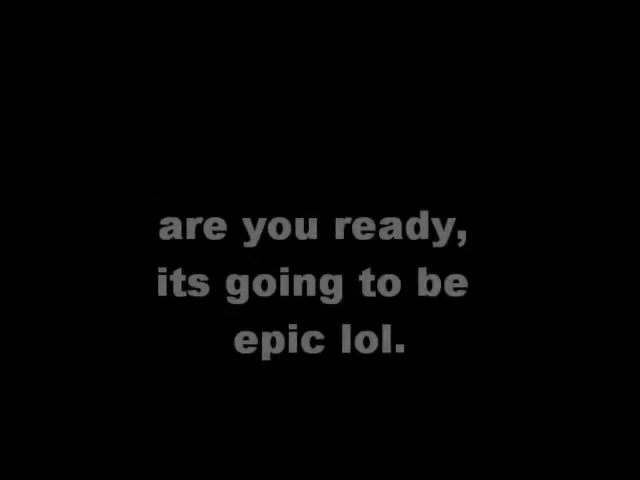 are you ready,
its going to be
epic lol.